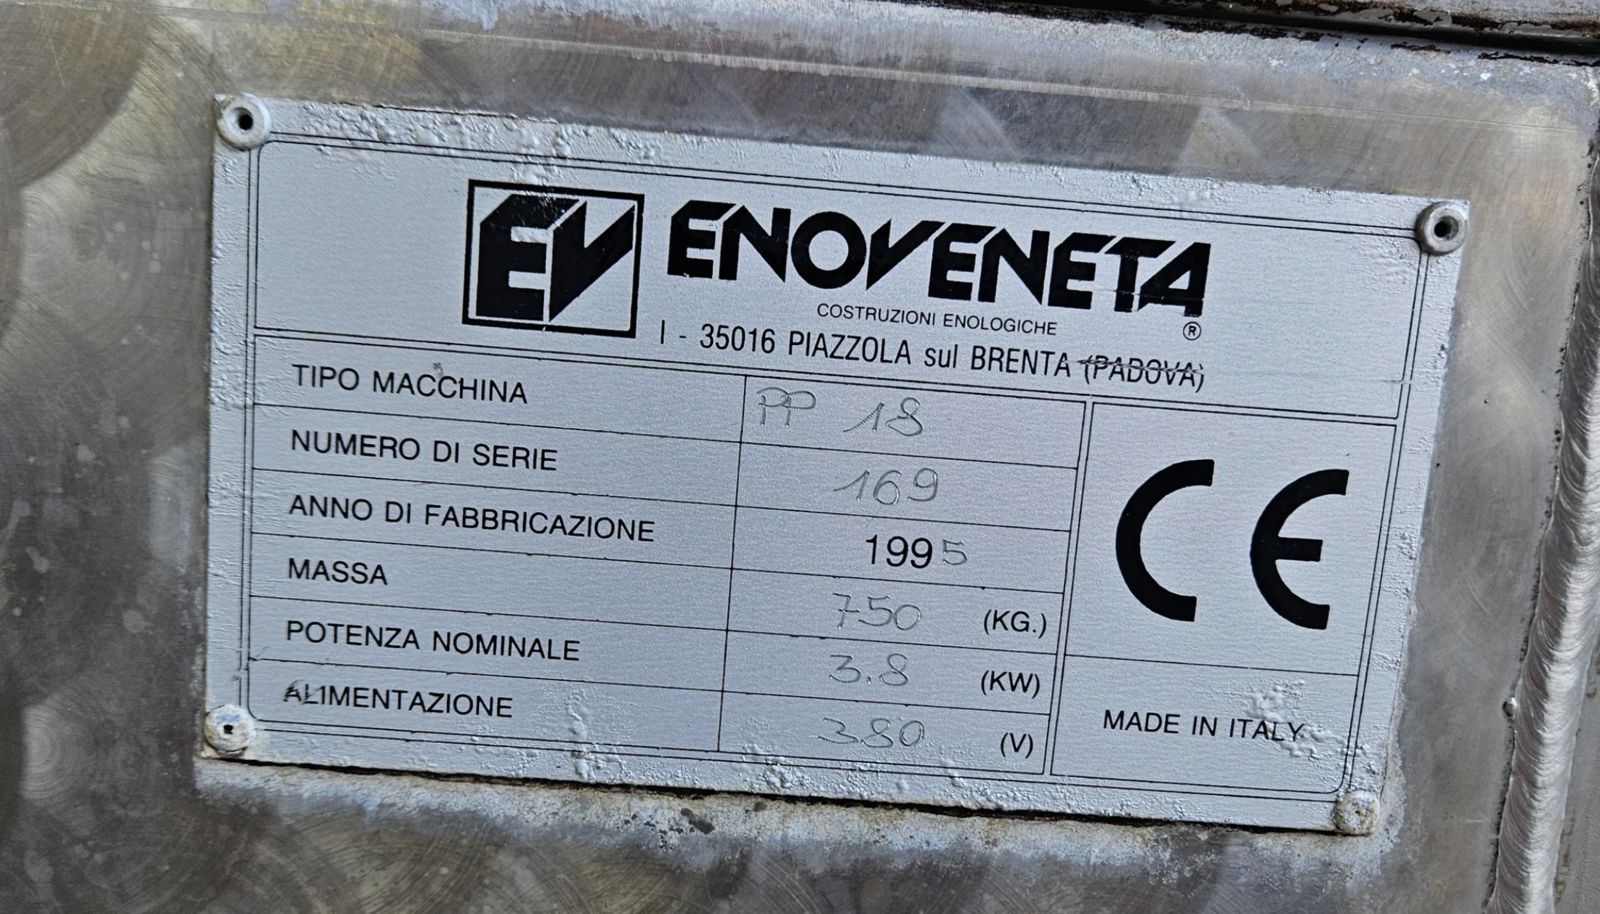 EV ENOVENETA ®
COSTRUZIONI ENOLOGICHE
I - 35016 PIAZZOLA sul BRENTA (PADOVA)
TIPO MACCHINA PP 18
NUMERO DI SERIE 169
ANNO DI FABBRICAZIONE 1995
MASSA 750 (KG.)
POTENZA NOMINALE 3.8 (KW)
ALIMENTAZIONE 380 (V)
CE
MADE IN ITALY